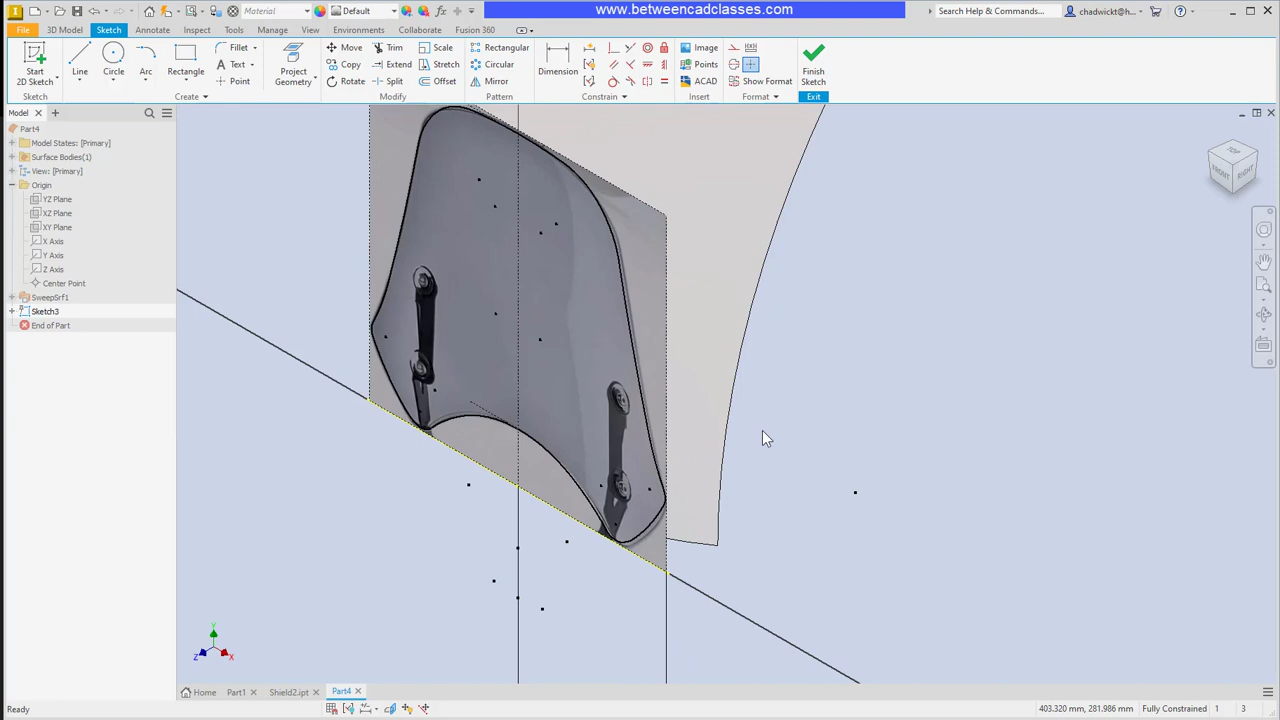 www.betweencadclasses.com
Material
Default
Search Help & Commands...
chadwickt@h...
File
3D Model
Sketch
Annotate
Inspect
Tools
Manage
View
Environments
Collaborate
Fusion 360
Start
2D Sketch
Line
Circle
Arc
Rectangle
Fillet
Text
Point
Project
Geometry
Move
Copy
Rotate
Trim
Extend
Split
Scale
Stretch
Offset
Rectangular
Circular
Mirror
Dimension
Image
Points
ACAD
Show Format
Finish
Sketch
Sketch
Create
Modify
Pattern
Constrain
Insert
Format
Exit
Model
Part4
Model States: [Primary]
Surface Bodies(1)
View: [Primary]
Origin
YZ Plane
XZ Plane
XY Plane
X Axis
Y Axis
Z Axis
Center Point
SweepSrf1
Sketch3
End of Part
TOP
FRONT
RIGHT
Y
Z
X
Home
Part1
Shield2.ipt
Part4
Ready
403.320 mm, 281.986 mm
Fully Constrained
1
3